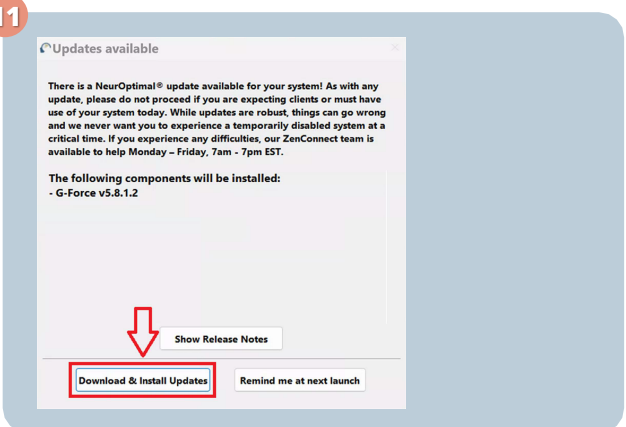 11
Updates available
There is a NeurOptimal® update available for your system! As with any
update, please do not proceed if you are expecting clients or must have
use of your system today. While updates are robust, things can go wrong
and we never want you to experience a temporarily disabled system at a
critical time. If you experience any difficulties, our ZenConnect team is
available to help Monday – Friday, 7am - 7pm EST.
The following components will be installed:
- G-Force v5.8.1.2
Show Release Notes
Download & Install Updates
Remind me at next launch